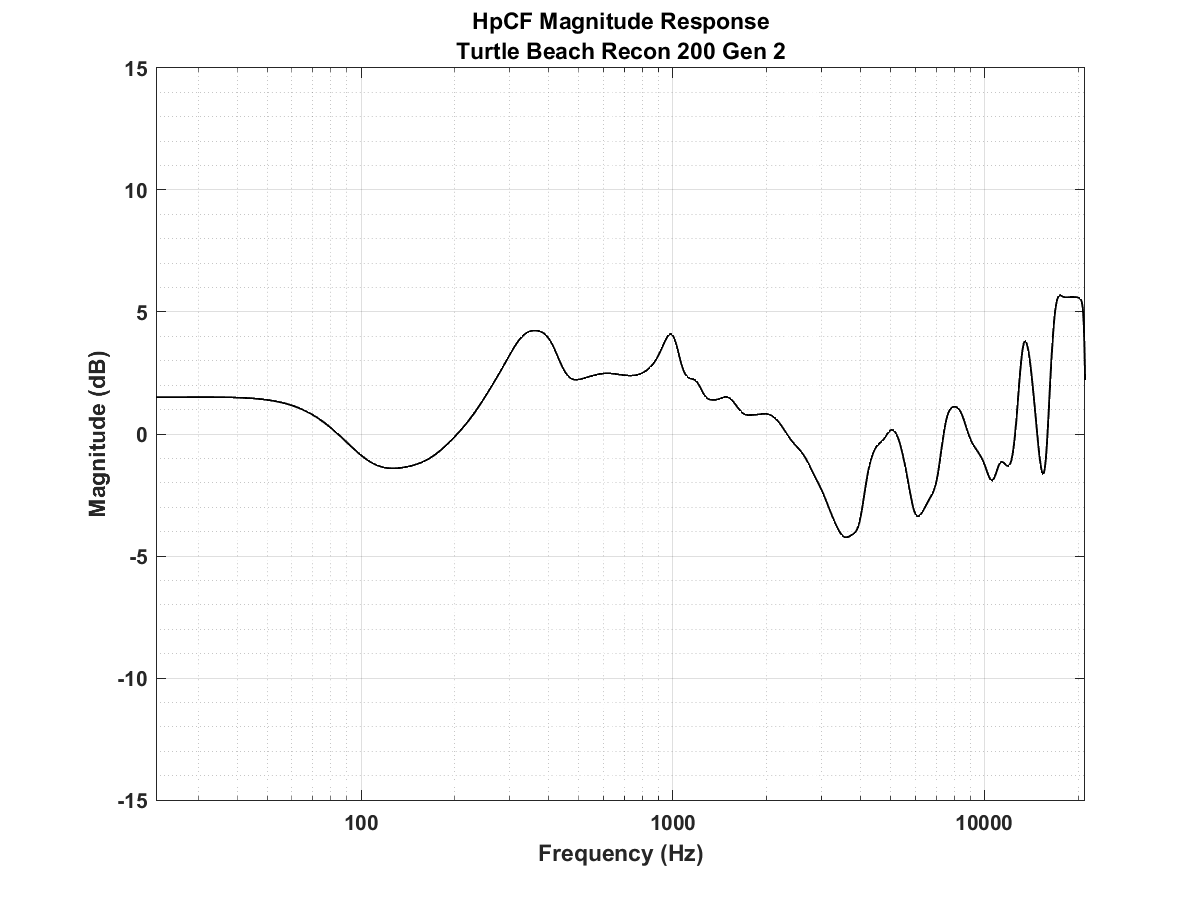 HpCF Magnitude Response
Turtle Beach Recon 200 Gen 2
15
10
5
0
-5
-10
-15
Magnitude (dB)
100
1000
10000
Frequency (Hz)